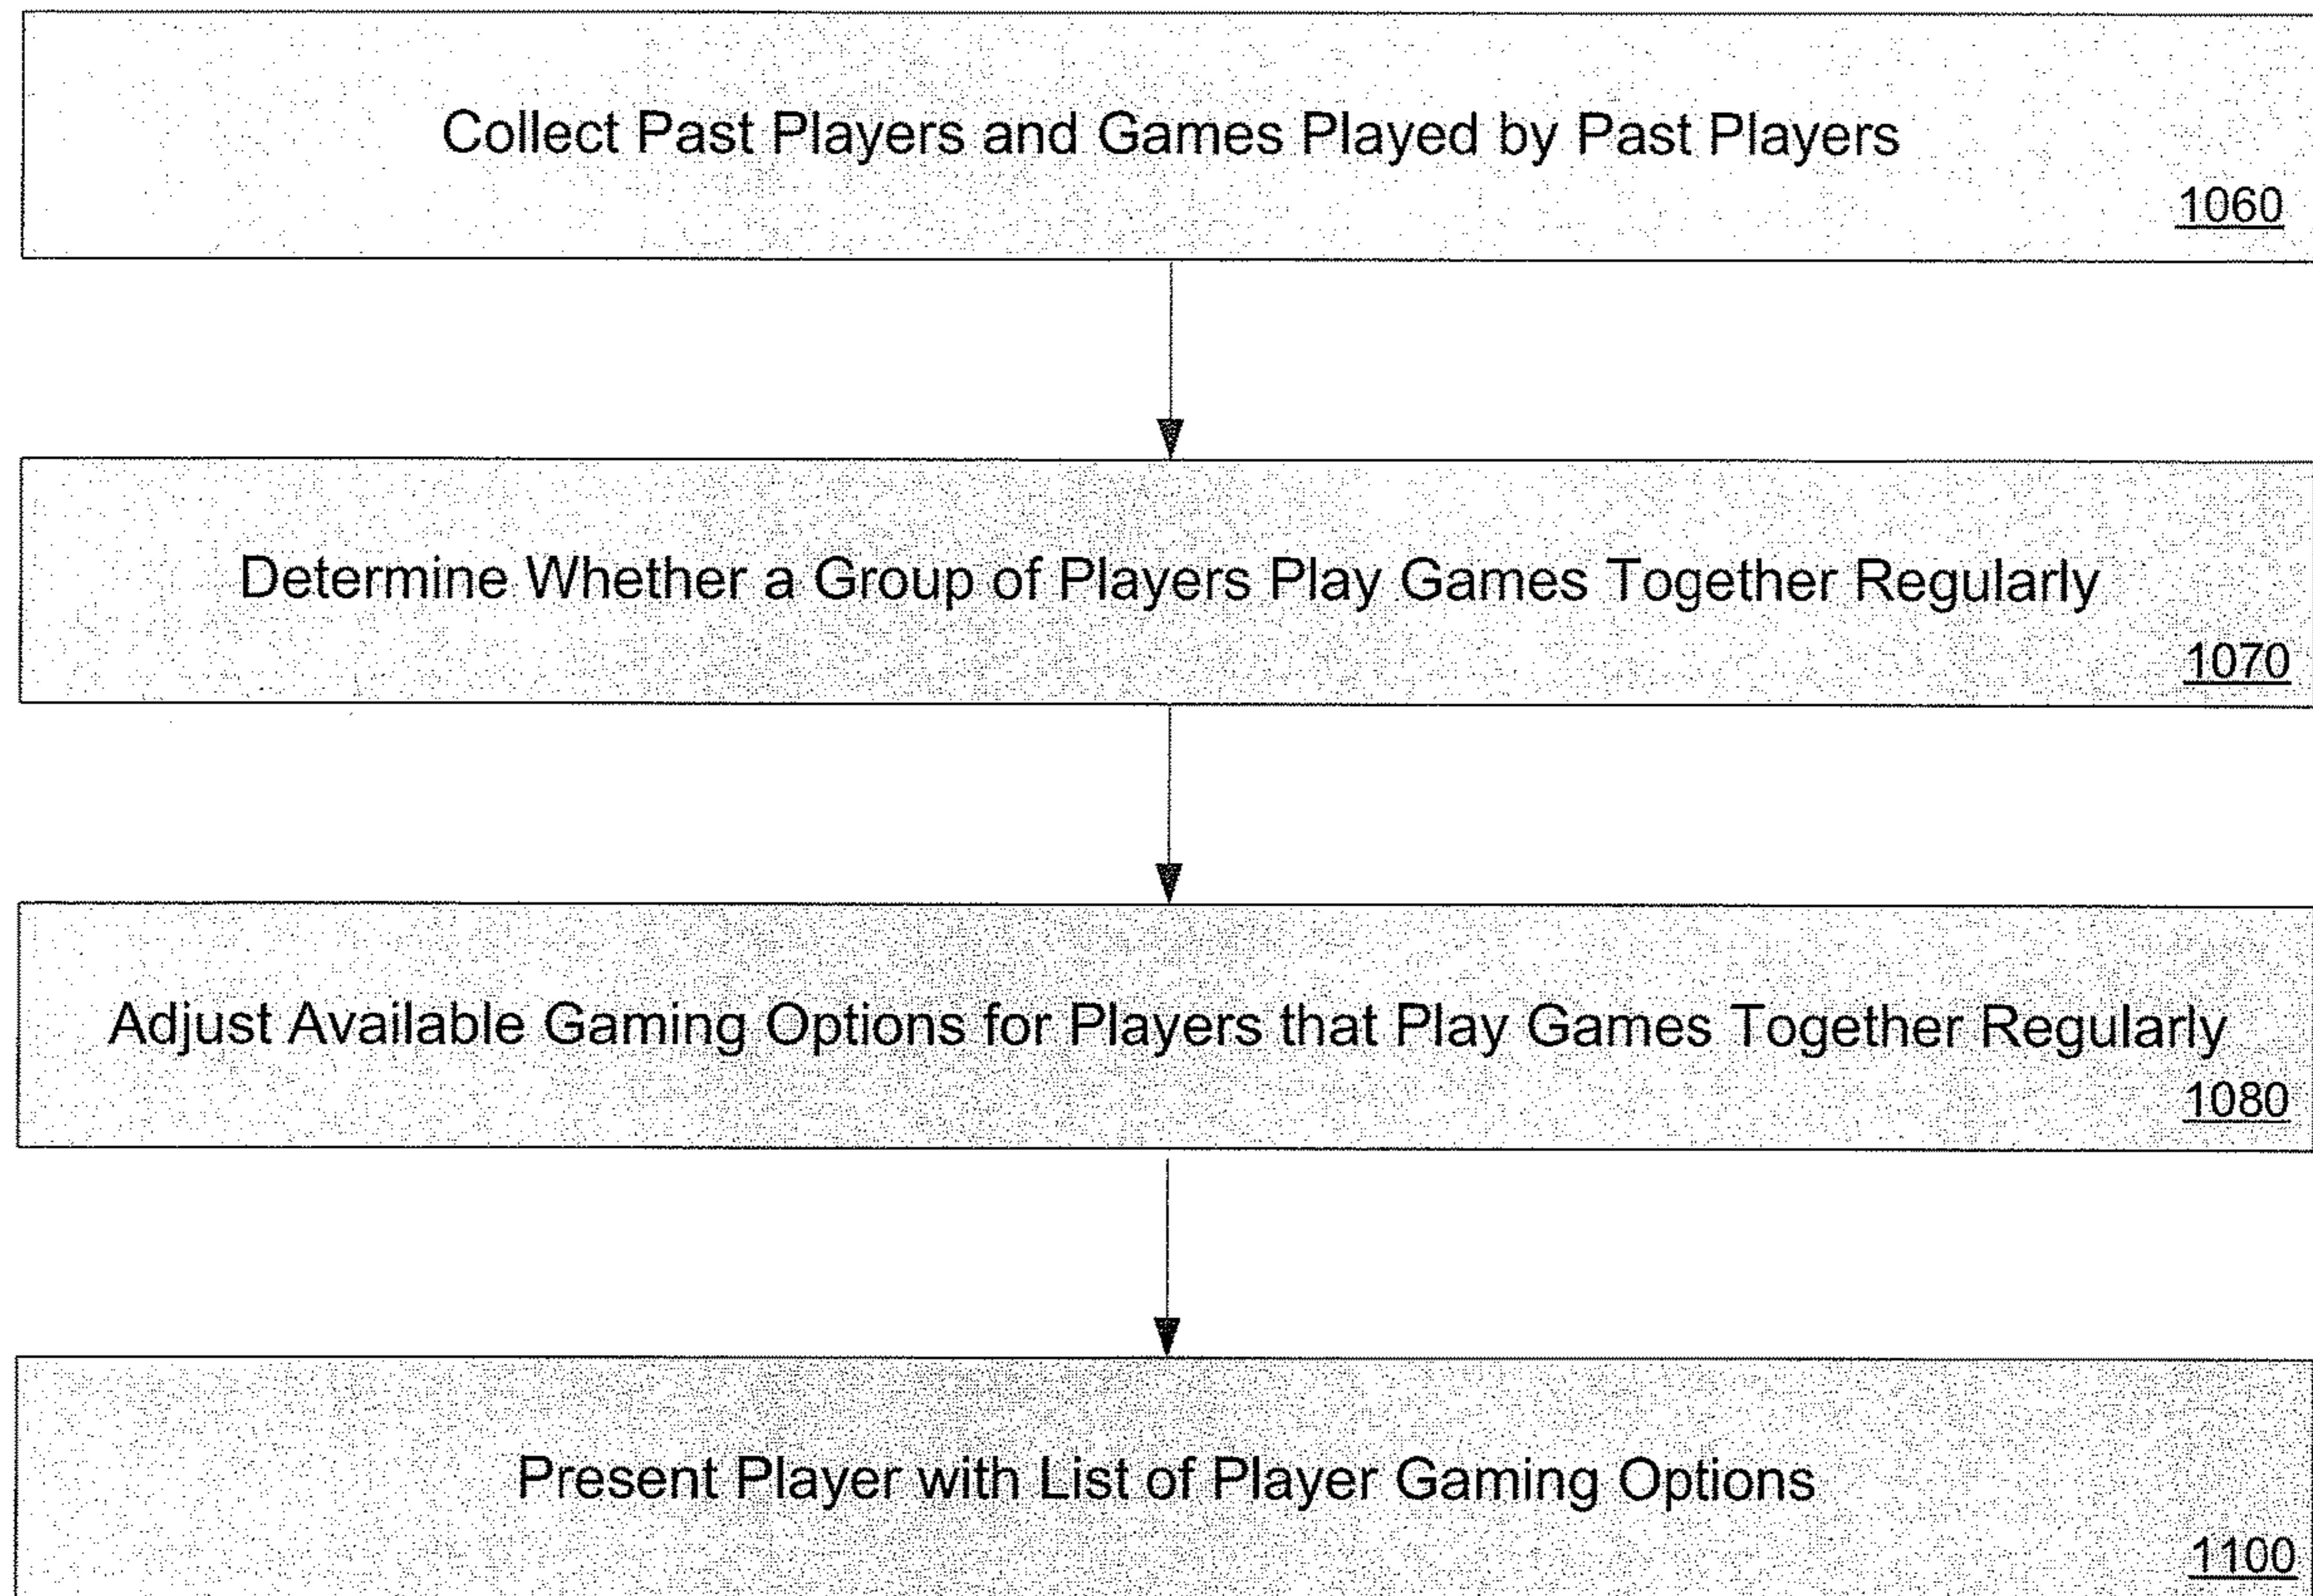 Collect Past Players and Games Played by Past Players
1060
Determine Whether a Group of Players Play Games Together Regularly
1070
Adjust Available Gaming Options for Players that Play Games Together Regularly
1080
Present Player with List of Player Gaming Options
1100